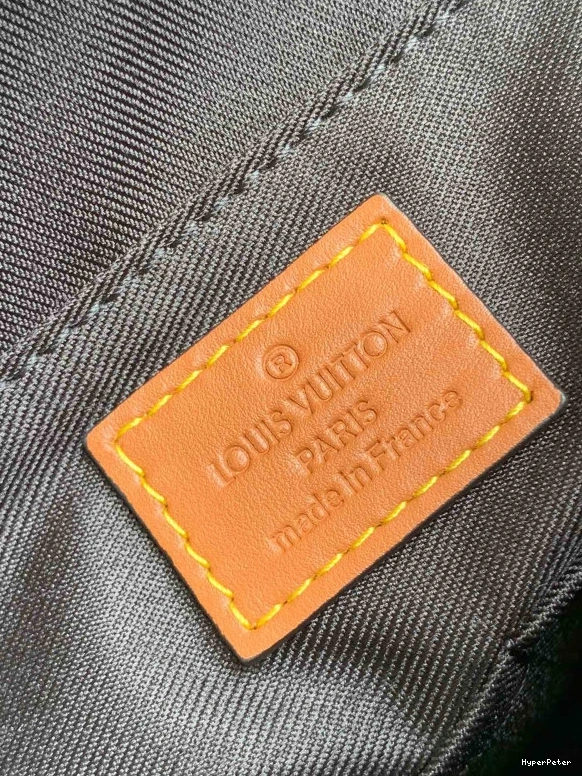 ®
LOUIS VUITTON
PARIS
made in France
HyperPeter